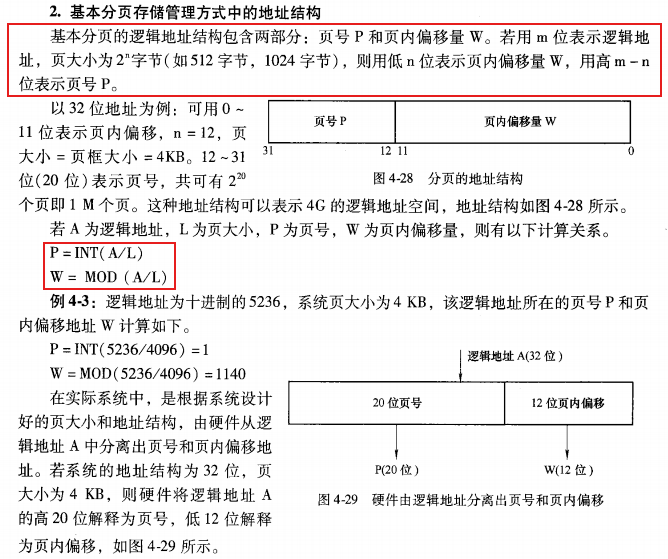 2. 基本分页存储管理方式中的地址结构
基本分页的逻辑地址结构包含两部分：页号 P 和页内偏移量 W。若用 m 位表示逻辑地
址，页大小为 2ⁿ字节(如 512 字节，1024 字节)，则用低 n 位表示页内偏移量 W，用高 m－n
位表示页号 P。
以 32 位地址为例：可用 0～
11 位表示页内偏移，n = 12，页
大小 = 页框大小 = 4KB。12～31
位(20 位)表示页号，共可有 2²⁰
页号 P
页内偏移量 W
31
12
11
0
图 4-28 分页的地址结构
个页即 1 M 个页。这种地址结构可以表示 4G 的逻辑地址空间，地址结构如图 4-28 所示。
若 A 为逻辑地址，L 为页大小，P 为页号，W 为页内偏移量，则有以下计算关系。
P = INT(A/L)
W = MOD (A/L)
例 4-3：逻辑地址为十进制的 5236，系统页大小为 4 KB，该逻辑地址所在的页号 P 和页
内偏移地址 W 计算如下。
P = INT(5236/4096) = 1
W = MOD(5236/4096) = 1140
在实际系统中，是根据系统设计
好的页大小和地址结构，由硬件从逻
辑地址 A 中分离出页号和页内偏移地
址。若系统的地址结构为 32 位，页
大小为 4 KB，则硬件将逻辑地址 A
的高 20 位解释为页号，低 12 位解释
为页内偏移，如图 4-29 所示。
逻辑地址 A(32 位)
20 位页号
12 位页内偏移
P(20 位)
W(12 位)
图 4-29 硬件由逻辑地址分离出页号和页内偏移